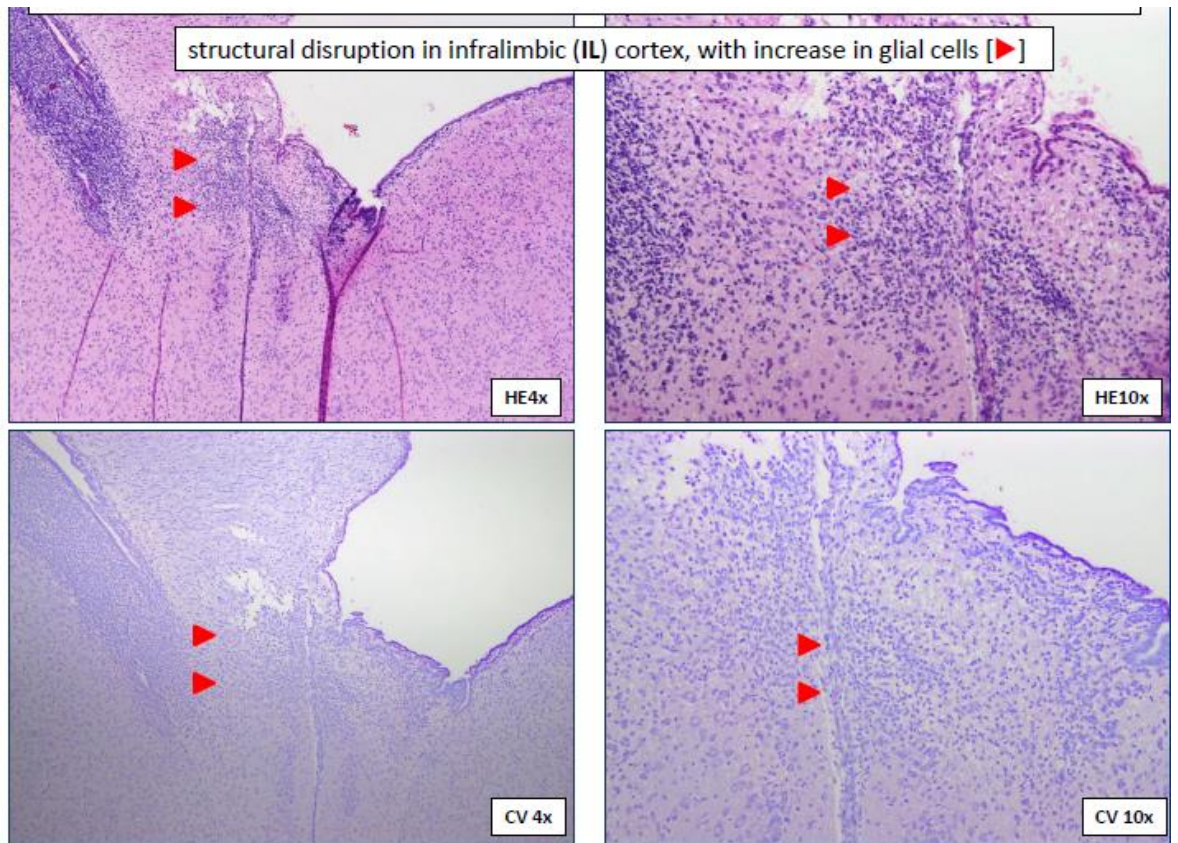 structural disruption in infralimbic (IL) cortex, with increase in glial cells [▶]
HE4x
HE10x
CV 4x
CV 10x